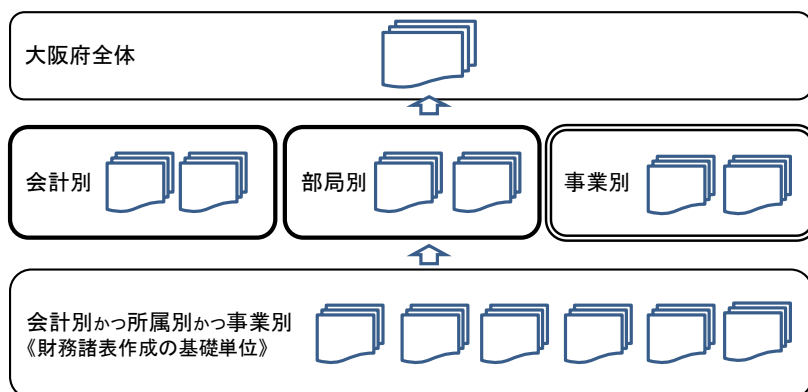 大阪府全体
会計別
部局別
事業別
会計別かつ所属別かつ事業別
《財務諸表作成の基礎単位》